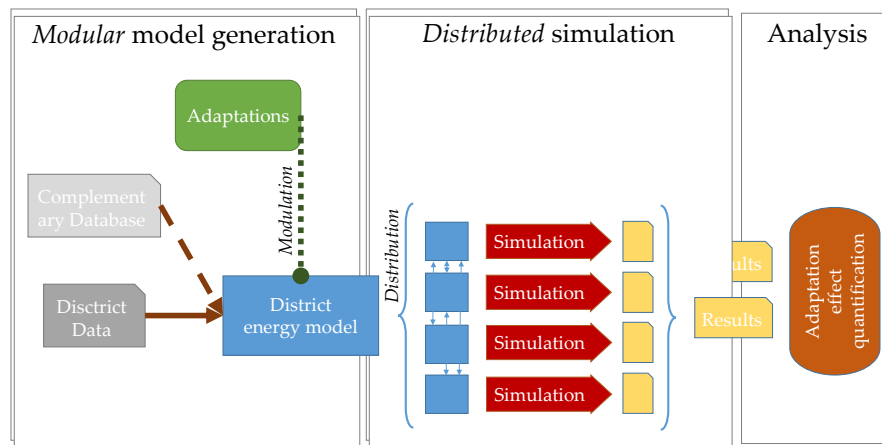 Modular model generation
Distributed simulation
Analysis
Adaptations
Modulation
Complement
ary Database
Disctrict
Data
District
energy model
Distribution
Simulation
Simulation
Simulation
Simulation
ults
Results
Adaptation
effect
quantification